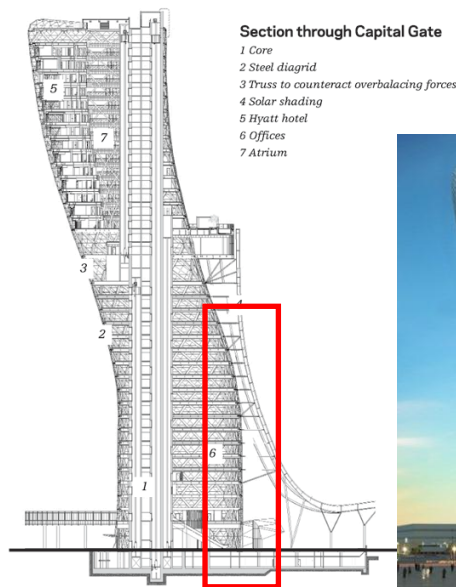 Section through Capital Gate
1 Core
2 Steel diagrid
3 Truss to counteract overbalacing forces
4 Solar shading
5 Hyatt hotel
6 Offices
7 Atrium
5
7
3
4
2
6
1